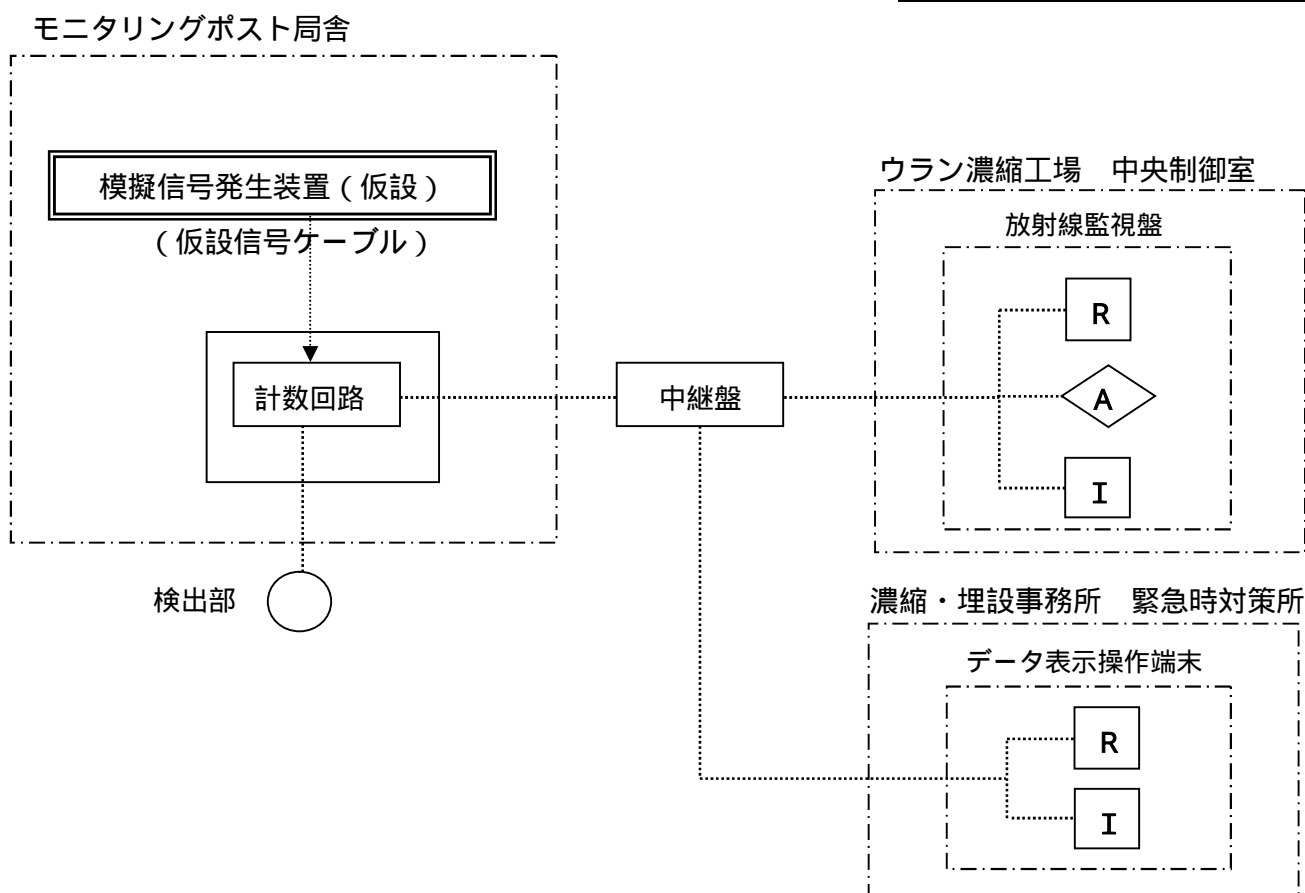 モニタリングポスト局舎
模擬信号発生装置（仮設）
（仮設信号ケーブル）
計数回路
検出部
中継盤
ウラン濃縮工場　中央制御室
放射線監視盤
R
A
I
濃縮・埋設事務所　緊急時対策所
データ表示操作端末
R
I